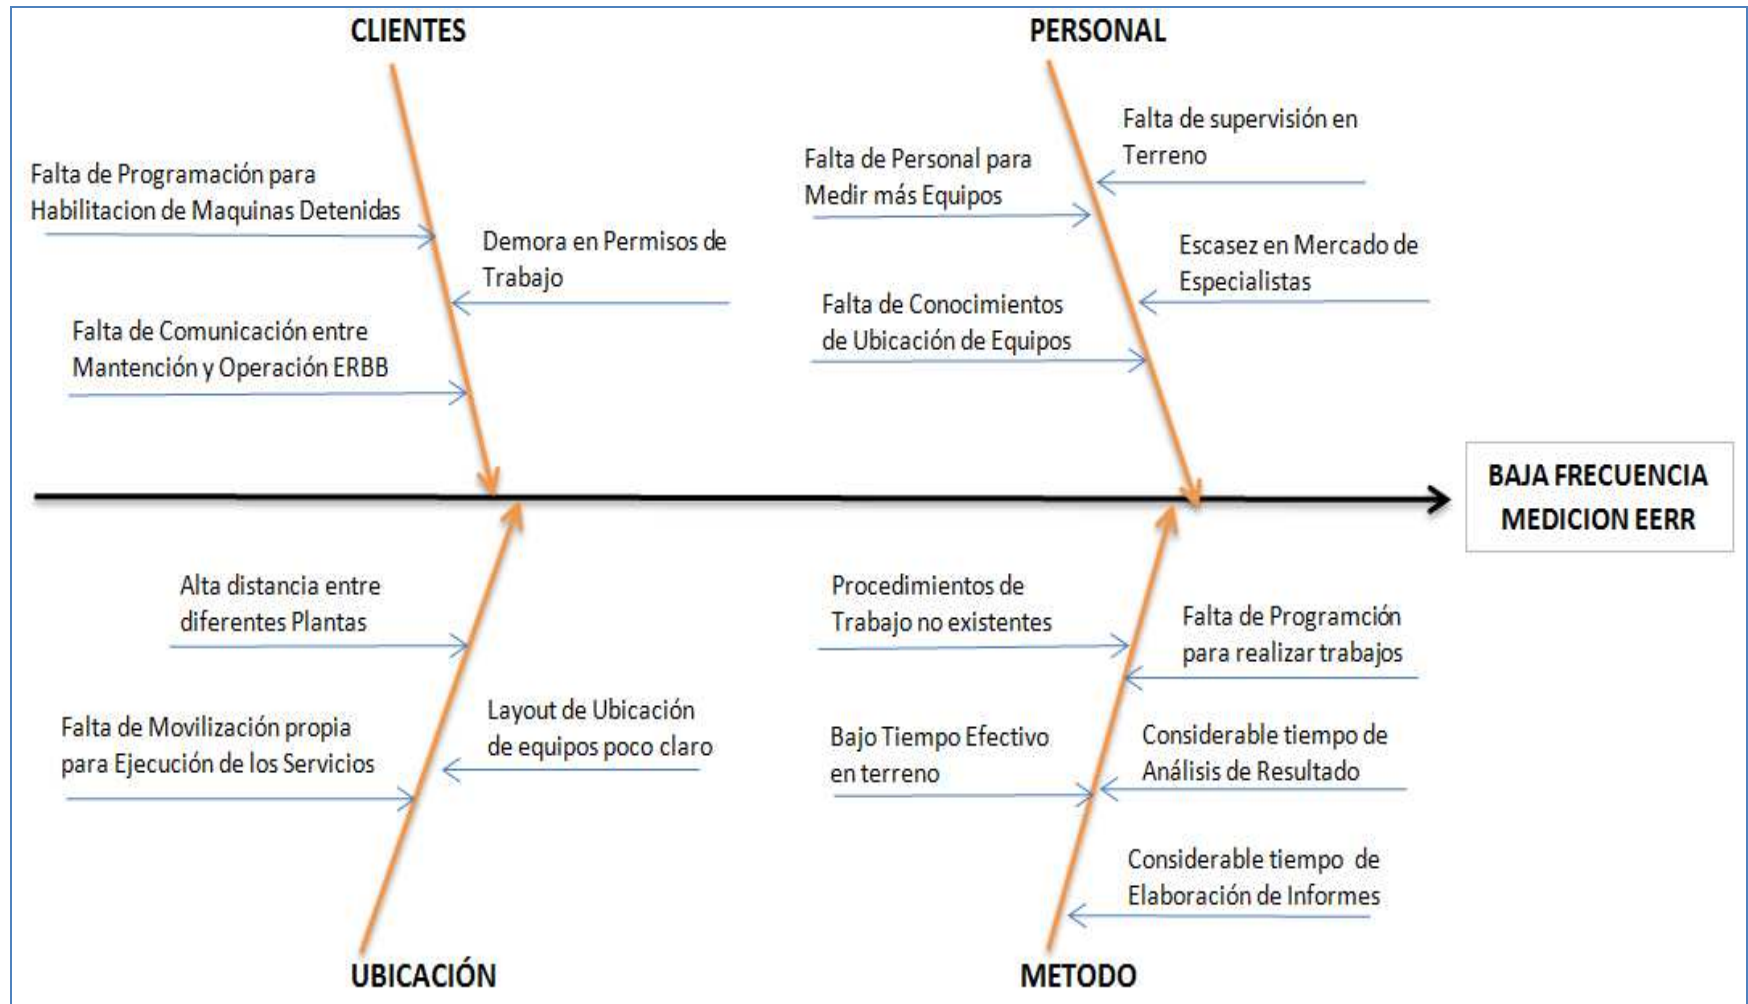 CLIENTES
PERSONAL
Falta de Programación para
Habilitacion de Maquinas Detenidas
Demora en Permisos de
Trabajo
Falta de Comunicación entre
Mantención y Operación ERBB
Falta de supervisión en
Terreno
Falta de Personal para
Medir más Equipos
Escasez en Mercado de
Especialistas
Falta de Conocimientos
de Ubicación de Equipos
BAJA FRECUENCIA
MEDICION EERR
Alta distancia entre
diferentes Plantas
Layout de Ubicación
de equipos poco claro
Falta de Movilización propia
para Ejecución de los Servicios
Procedimientos de
Trabajo no existentes
Falta de Programción
para realizar trabajos
Bajo Tiempo Efectivo
en terreno
Considerable tiempo de
Análisis de Resultado
Considerable tiempo de
Elaboración de Informes
UBICACIÓN
METODO